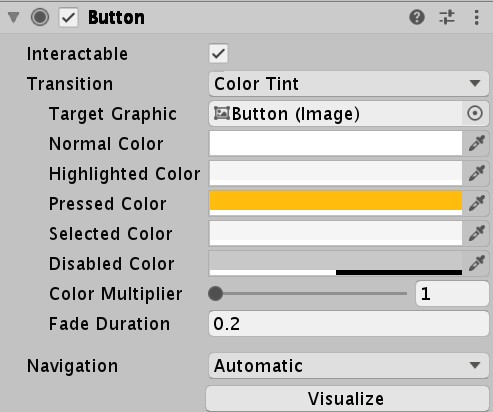 Button
Interactable
Transition Color Tint
Target Graphic Button (Image)
Normal Color
Highlighted Color
Pressed Color
Selected Color
Disabled Color
Color Multiplier 1
Fade Duration 0.2
Navigation Automatic
Visualize